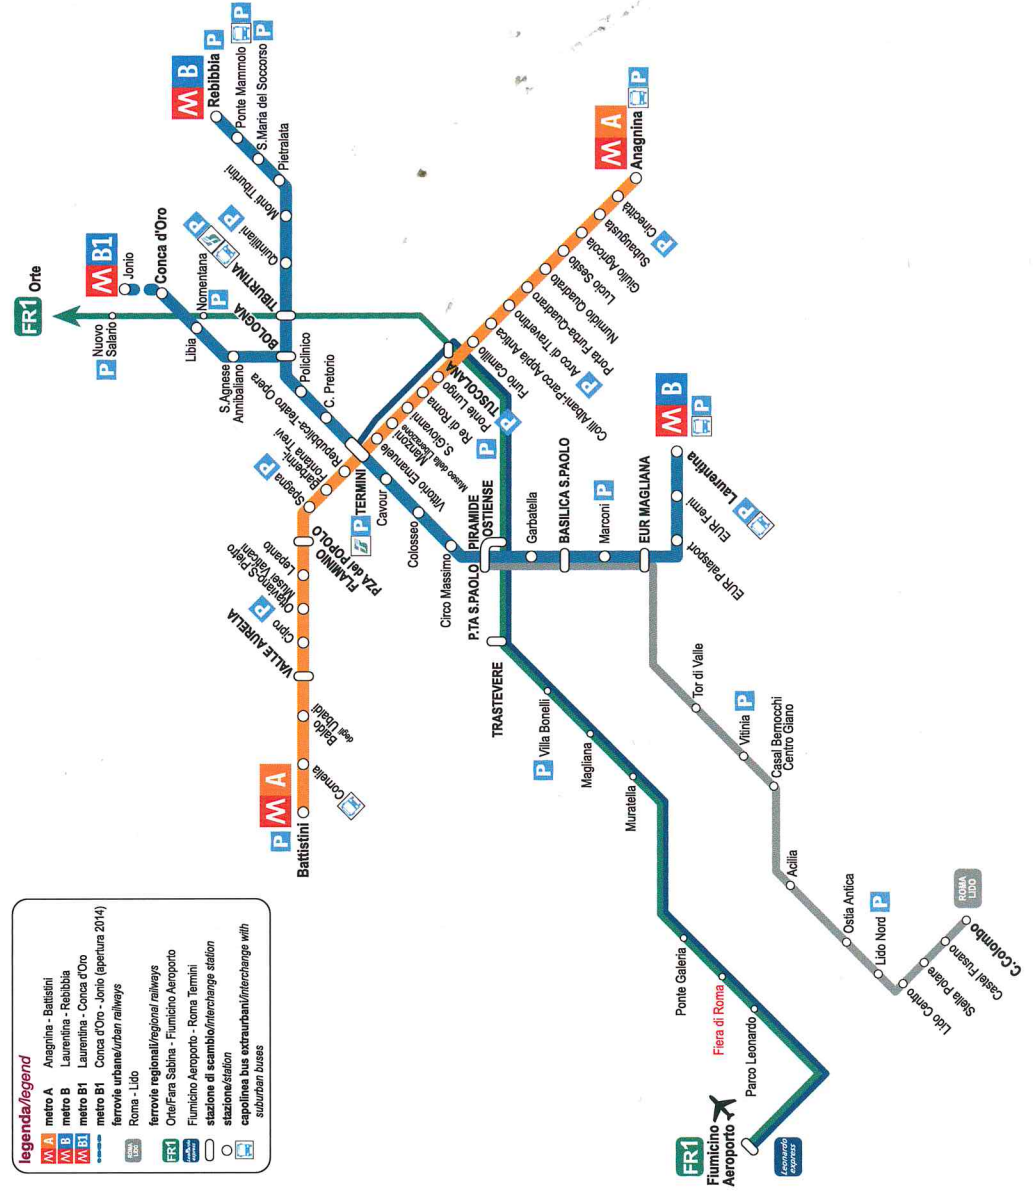 legenda/legend
M A metro A Anagnina - Battistini
M B metro B Laurentina - Rebibbia
M B1 metro B1 Laurentina - Conca d'Oro
metro B1 Conca d'Oro - Jonio (apertura 2014)
ferrovie urbane/urban railways
ROMA LIDO Roma - Lido
ferrovie regionali/regional railways
FR1 Orte/Fara Sabina - Fiumicino Aeroporto
Leonardo express Fiumicino Aeroporto - Roma Termini
stazione di scambio/interchange station
stazione/station
capolinea bus extraurbani/interchange with
suburban buses
FR1 Orte
P Nuovo
Salario
Nomentana
P
M B1
Jonio
Conca d'Oro
Libia
S.Agnese
Annibaliano
BOLOGNA
M B
Rebibbia P
Ponte Mammolo P
S.Maria del Soccorso P
Pietralata
Monti Tiburtini
Quintiliani
P
TIBURTINA
P
Policlinico
C. Pretorio
TERMINI
P
Cavour
Colosseo
Circo Massimo
PIRAMIDE
P.TA S.PAOLO
OSTIENSE
Garbatella
BASILICA S.PAOLO
Marconi P
EUR MAGLIANA
EUR Palasport
EUR Fermi
Laurentina
P
M B
P
P M A
Battistini
Cornelia
Baldo
degli Ubaldi
VALLE AURELIA
Cipro
P
Ottaviano-S.Pietro
Musei Vaticani
Lepanto
FLAMINIO
PZA del POPOLO
Spagna
P
Barberini-
Fontana Trevi
Repubblica-Teatro Opera
Vittorio Emanuele
Manzoni
Museo della Liberazione
S.Giovanni
Re di Roma
Ponte Lungo
TUSCOLANA
P
P
Furio Camillo
Colli Albani-Parco Appia Antica
P
Arco di Travertino
Porta Furba-Quadraro
Numidio Quadrato
Lucio Sestio
Giulio Agricola
Subaugusta
Cinecittà
P
Anagnina
P
M A
TRASTEVERE
P Villa Bonelli
Magliana
Muratella
Ponte Galeria
Fiera di Roma
Parco Leonardo
FR1
Fiumicino
Aeroporto
Leonardo
express
Tor di Valle
Vitinia P
Casal Bernocchi
Centro Giano
Acilia
Ostia Antica
Lido Nord P
Lido Centro
Stella Polare
Castel Fusano
C.Colombo
ROMA
LIDO